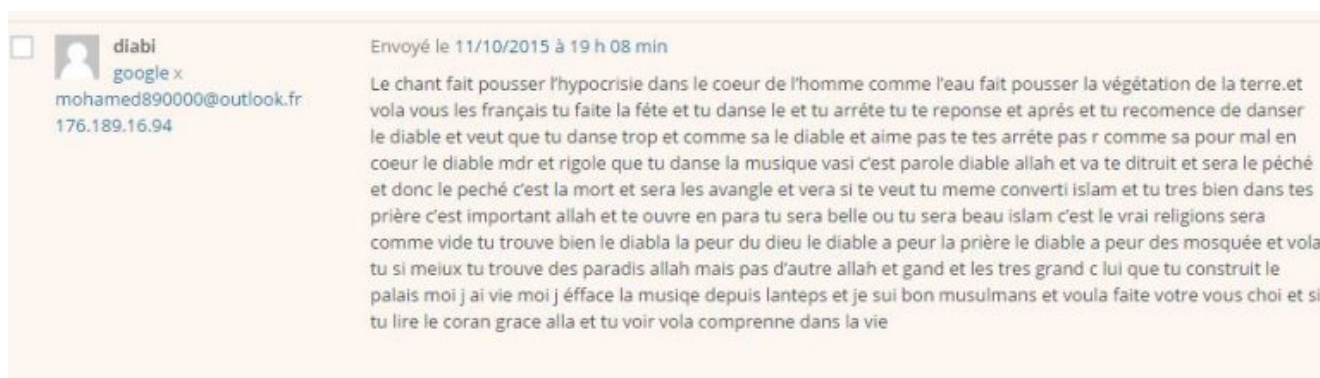 diabi
google x
mohamed890000@outlook.fr
176.189.16.94
Envoyé le 11/10/2015 à 19 h 08 min
Le chant fait pousser l'hypocrisie dans le coeur de l'homme comme l'eau fait pousser la végétation de la terre.et
vola vous les français tu faite la féte et tu danse le et tu arréte tu te reponse et aprés et tu recomence de danser
le diable et veut que tu danse trop et comme sa le diable et aime pas te tes arréte pas r comme sa pour mal en
coeur le diable mdr et rigole que tu danse la musique vasi c'est parole diable allah et va te ditruit et sera le péché
et donc le peché c'est la mort et sera les avangle et vera si te veut tu meme converti islam et tu tres bien dans tes
prière c'est important allah et te ouvre en para tu sera belle ou tu sera beau islam c'est le vrai religions sera
comme vide tu trouve bien le diabla la peur du dieu le diable a peur la prière le diable a peur des mosquée et vola
tu si meiux tu trouve des paradis allah mais pas d'autre allah et gand et les tres grand c lui que tu construit le
palais moi j ai vie moi j éfface la musiqe depuis lanteps et je sui bon musulmans et voula faite votre vous choi et si
tu lire le coran grace alla et tu voir vola comprenne dans la vie